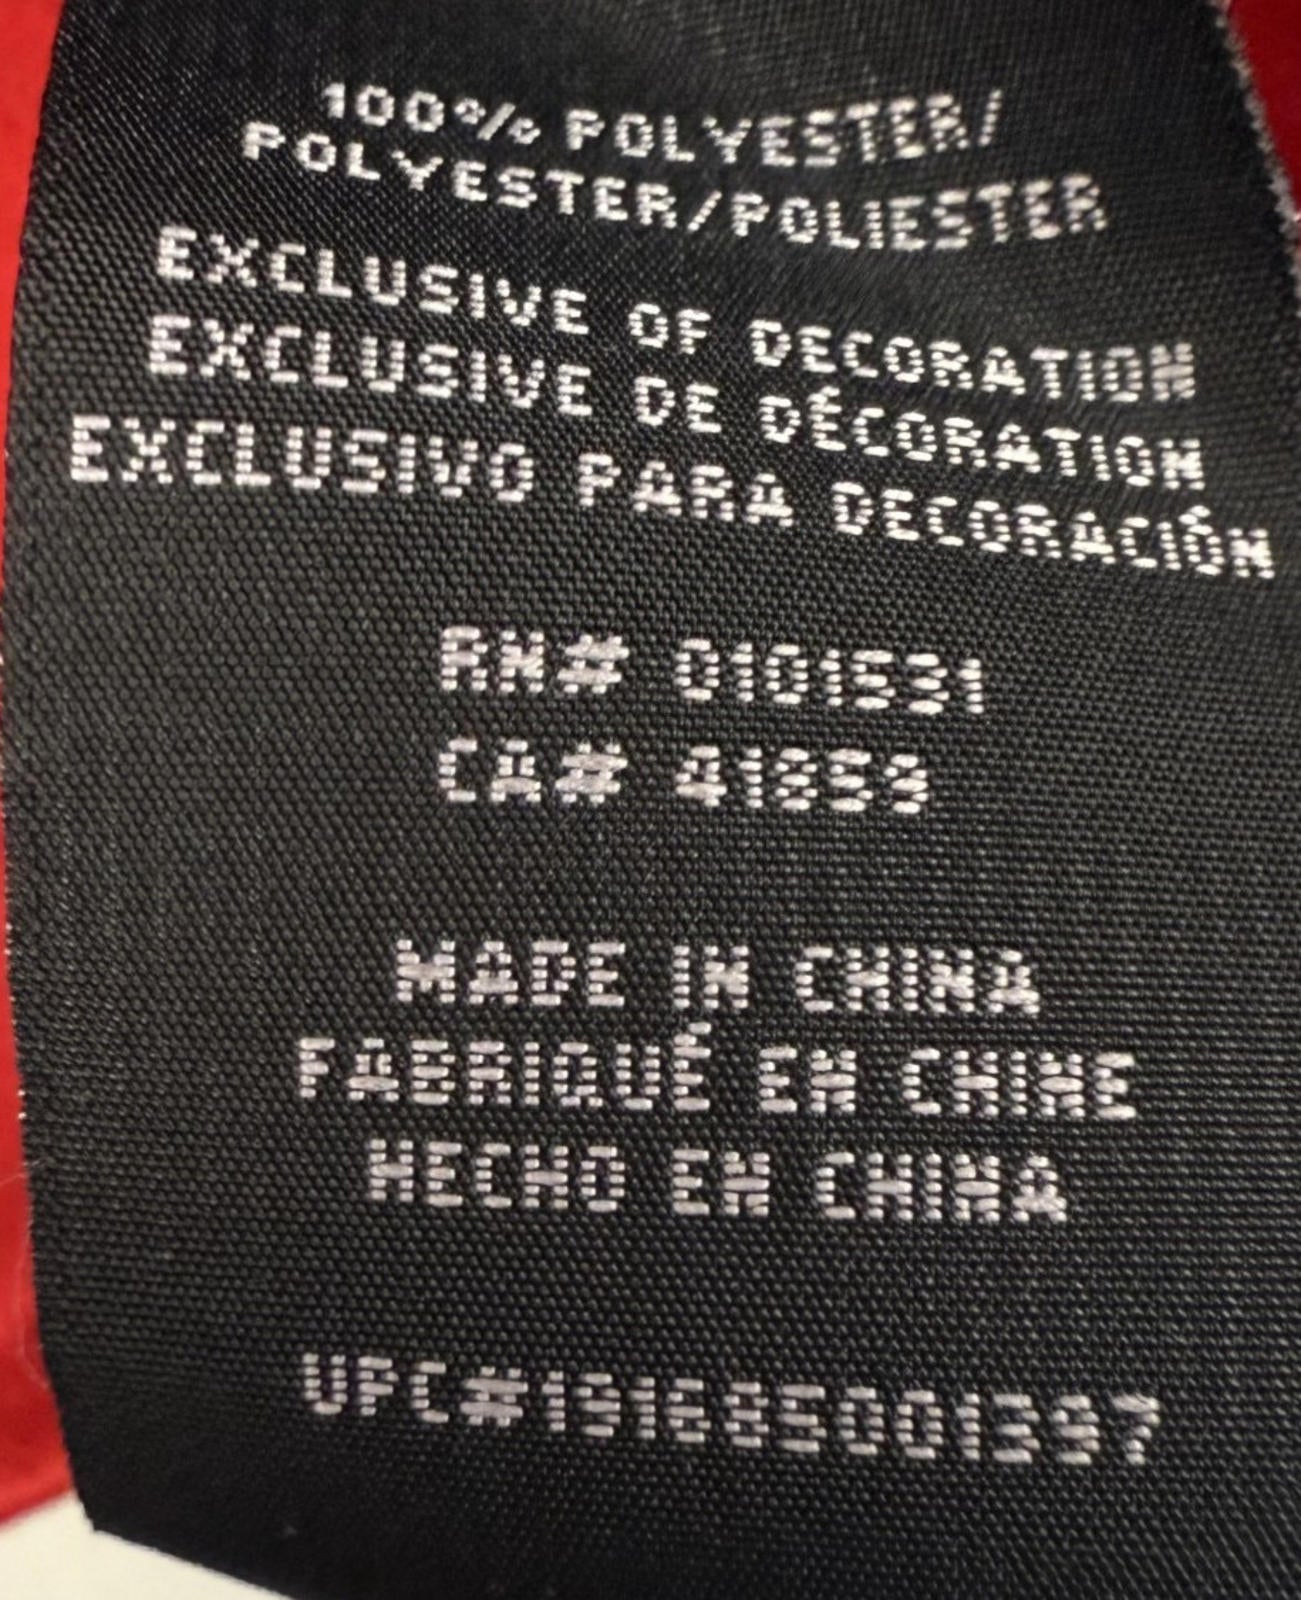 100% POLYESTER/
POLYESTER/POLIESTER
EXCLUSIVE OF DECORATION
EXCLUSIVE DE DÉCORATION
EXCLUSIVO PARA DECORACIÓN
RN# 0101531
CA# 41859
MADE IN CHINA
FABRIQUÉ EN CHINE
HECHO EN CHINA
UPC#191685001397